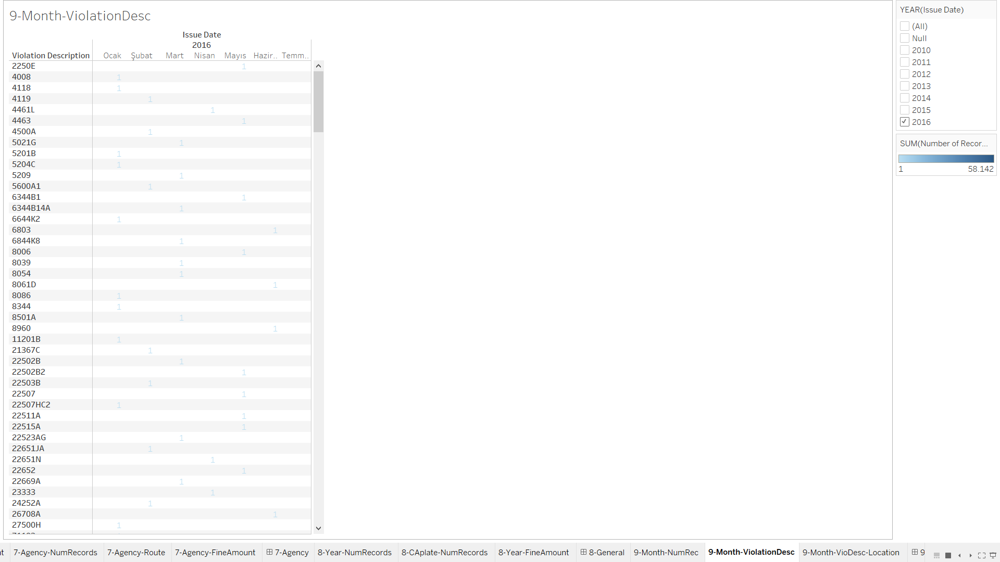 9-Month-ViolationDesc
Issue Date
2016
Violation Description Ocak Şubat Mart Nisan Mayıs Hazir.. Temm..
2250E 1
4008 1
4118 1
4119 1
4461L 1
4463 1
4500A 1
5021G 1
5201B 1
5204C 1
5209 1
5600A1 1
6344B1 1
6344B14A 1
6644K2 1
6803 1
6844K8 1
8006 1
8039 1
8054 1
8061D 1
8086 1
8344 1
8501A 1
8960 1
11201B 1
21367C 1
22502B 1
22502B2 1
22503B 1
22507 1
22507HC2 1
22511A 1
22515A 1
22523AG 1
22651JA 1
22651N 1
22652 1
22669A 1
23333 1
24252A 1
26708A 1
27500H 1
YEAR(Issue Date)
(All)
Null
2010
2011
2012
2013
2014
2015
2016
SUM(Number of Recor...
1 58.142
nt 7-Agency-NumRecords 7-Agency-Route 7-Agency-FineAmount 7-Agency 8-Year-NumRecords 8-CAplate-NumRecords 8-Year-FineAmount 8-General 9-Month-NumRec 9-Month-ViolationDesc 9-Month-VioDesc-Location 9